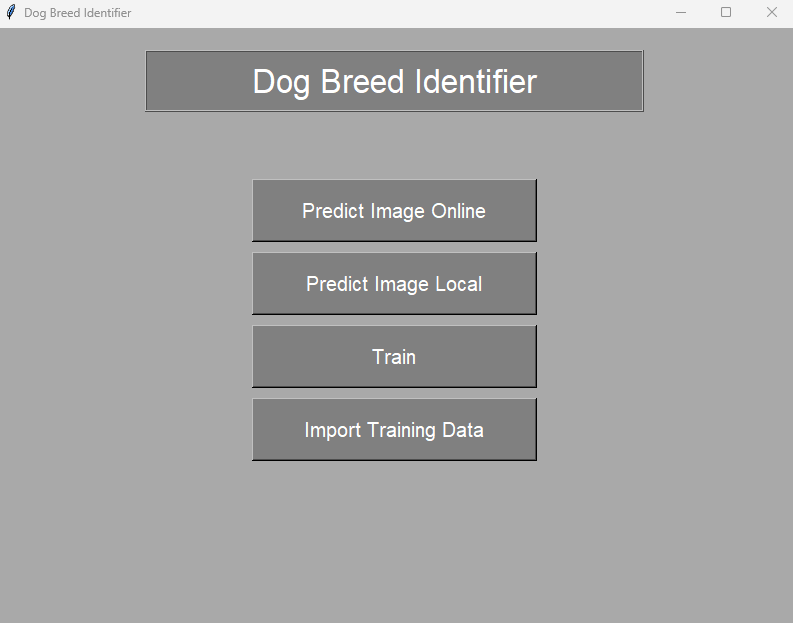 Dog Breed Identifier
Dog Breed Identifier
Predict Image Online
Predict Image Local
Train
Import Training Data